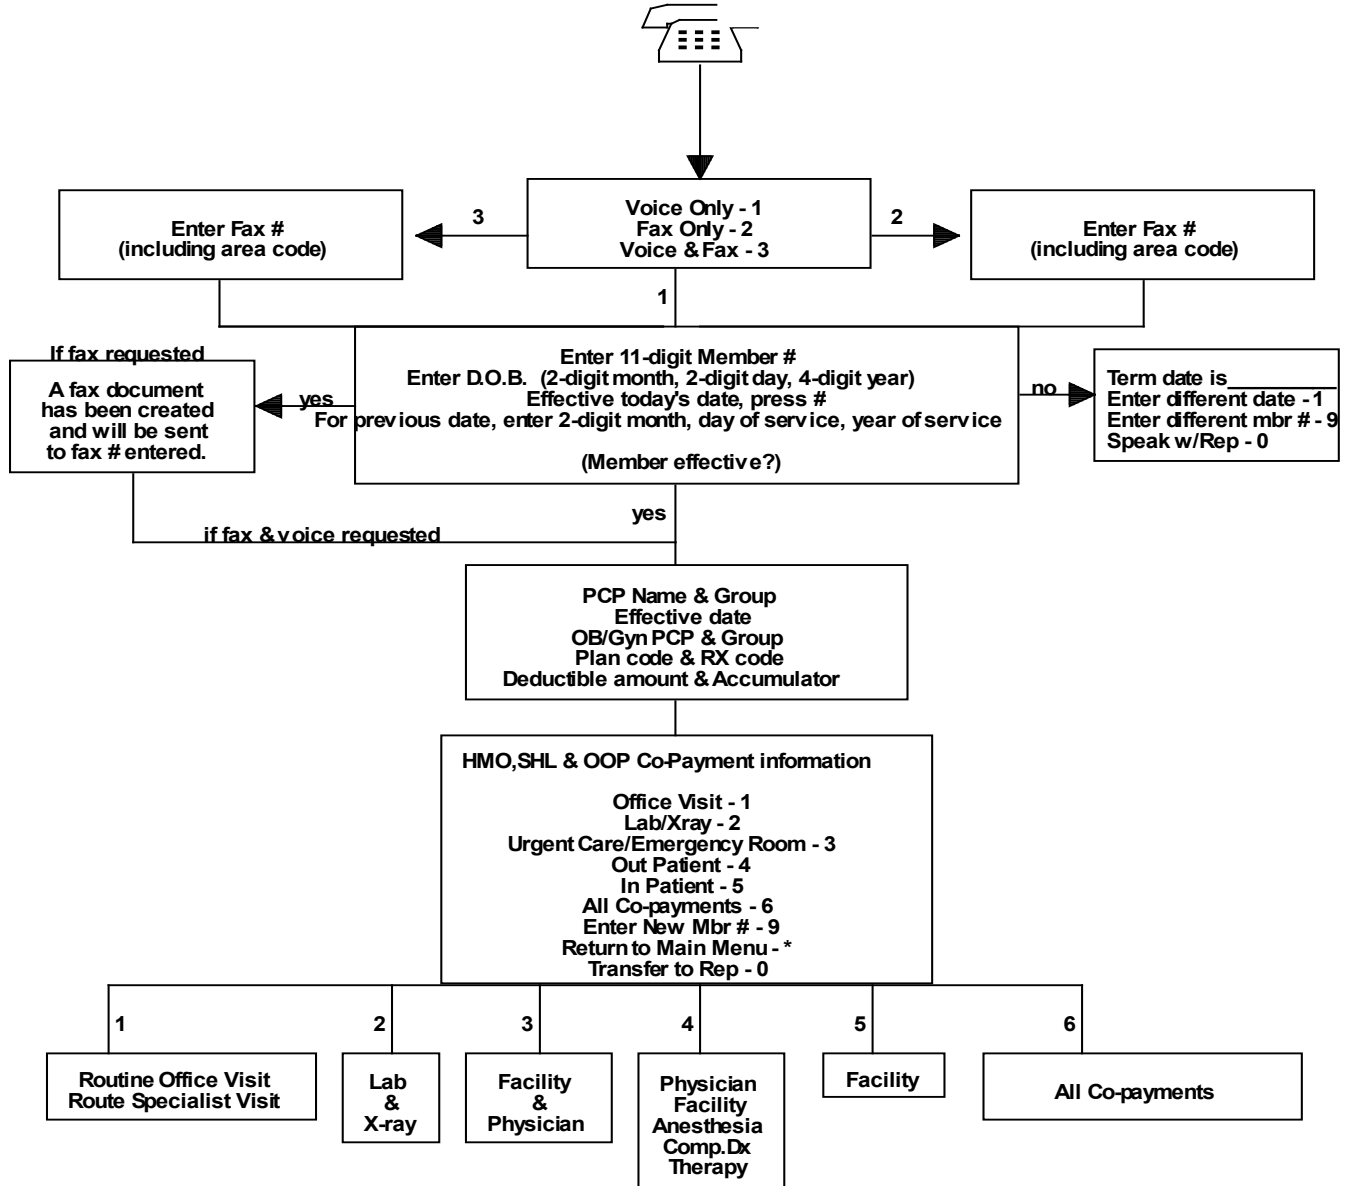 Voice Only - 1
Fax Only - 2
Voice & Fax - 3
3
2
1
Enter Fax #
(including area code)
Enter Fax #
(including area code)
If fax requested
A fax document
has been created
and will be sent
to fax # entered.
yes
Enter 11-digit Member #
Enter D.O.B. (2-digit month, 2-digit day, 4-digit year)
Effective today's date, press #
For previous date, enter 2-digit month, day of service, year of service
(Member effective?)
no
Term date is__________
Enter different date - 1
Enter different mbr # - 9
Speak w/Rep - 0
yes
if fax & voice requested
PCP Name & Group
Effective date
OB/Gyn PCP & Group
Plan code & RX code
Deductible amount & Accumulator
HMO,SHL & OOP Co-Payment information
Office Visit - 1
Lab/Xray - 2
Urgent Care/Emergency Room - 3
Out Patient - 4
In Patient - 5
All Co-payments - 6
Enter New Mbr # - 9
Return to Main Menu - *
Transfer to Rep - 0
1
2
3
4
5
6
Routine Office Visit
Route Specialist Visit
Lab
&
X-ray
Facility
&
Physician
Physician
Facility
Anesthesia
Comp.Dx
Therapy
Facility
All Co-payments